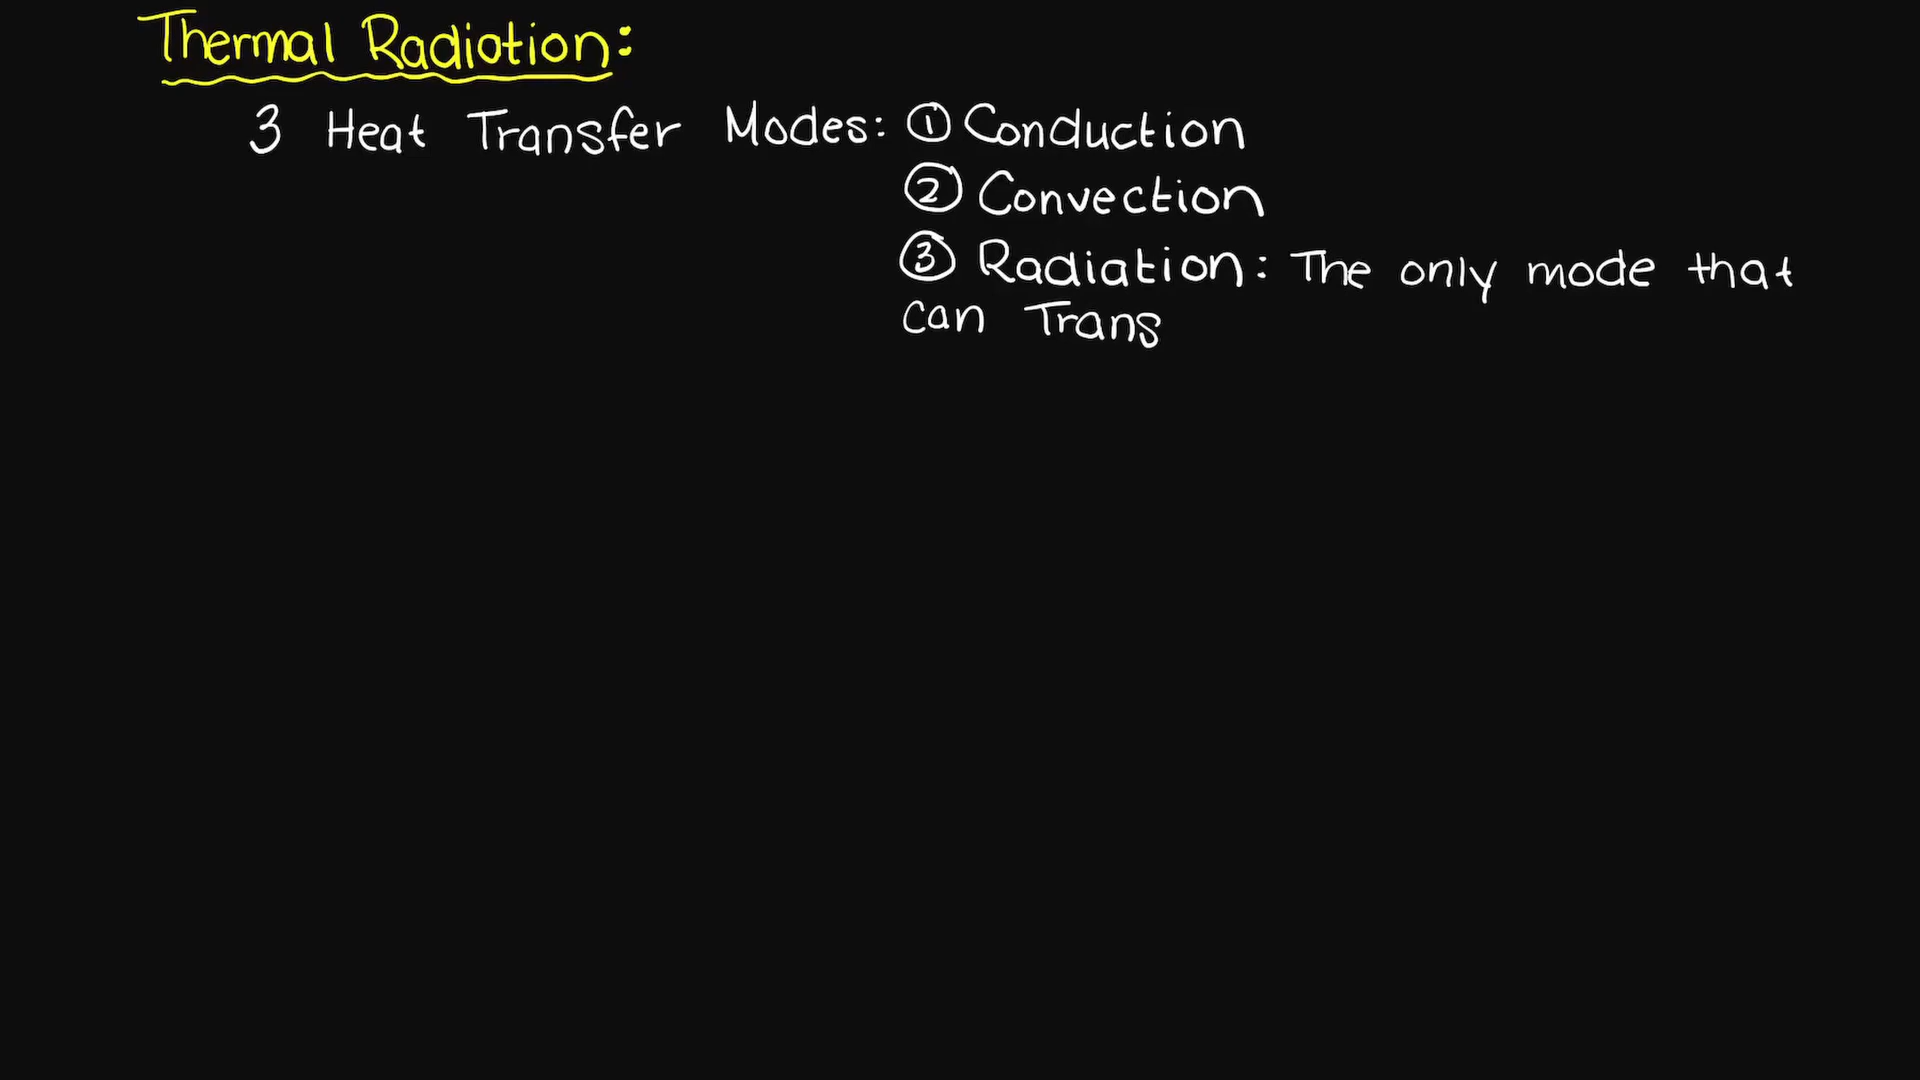 Thermal Radiation:
3 Heat Transfer Modes: ① Conduction
② Convection
③ Radiation: The only mode that
can Trans